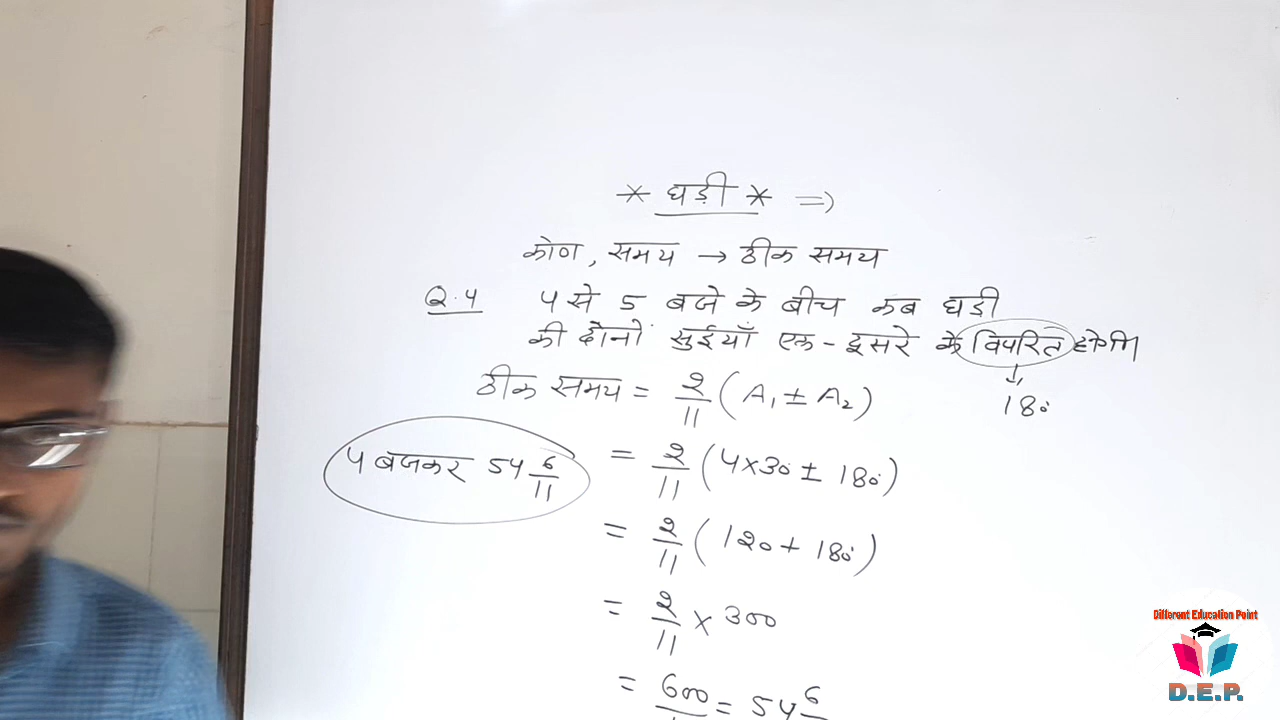 * घड़ी * ⇒
कोण, समय → ठीक समय
Q.4 4 से 5 बजे के बीच कब घड़ी
की दोनों सुईयाँ एक-दूसरे के विपरित होगी
↓
180°
ठीक समय = 2/11 (A₁ ± A₂)
= 2/11 (4×30 ± 180°)
4 बजकर 54 6/11
= 2/11 (120 + 180°)
= 2/11 × 300
= 600/11 = 54 6/
Different Education Point
D.E.P.